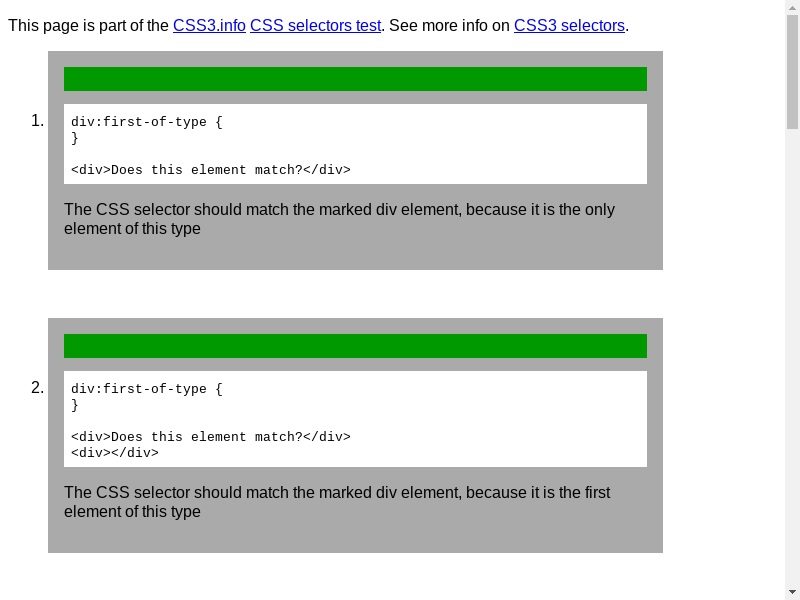 This page is part of the CSS3.info CSS selectors test. See more info on CSS3 selectors.
1.
div:first-of-type {
}
<div>Does this element match?</div>
The CSS selector should match the marked div element, because it is the only
element of this type
2.
div:first-of-type {
}
<div>Does this element match?</div>
<div></div>
The CSS selector should match the marked div element, because it is the first
element of this type